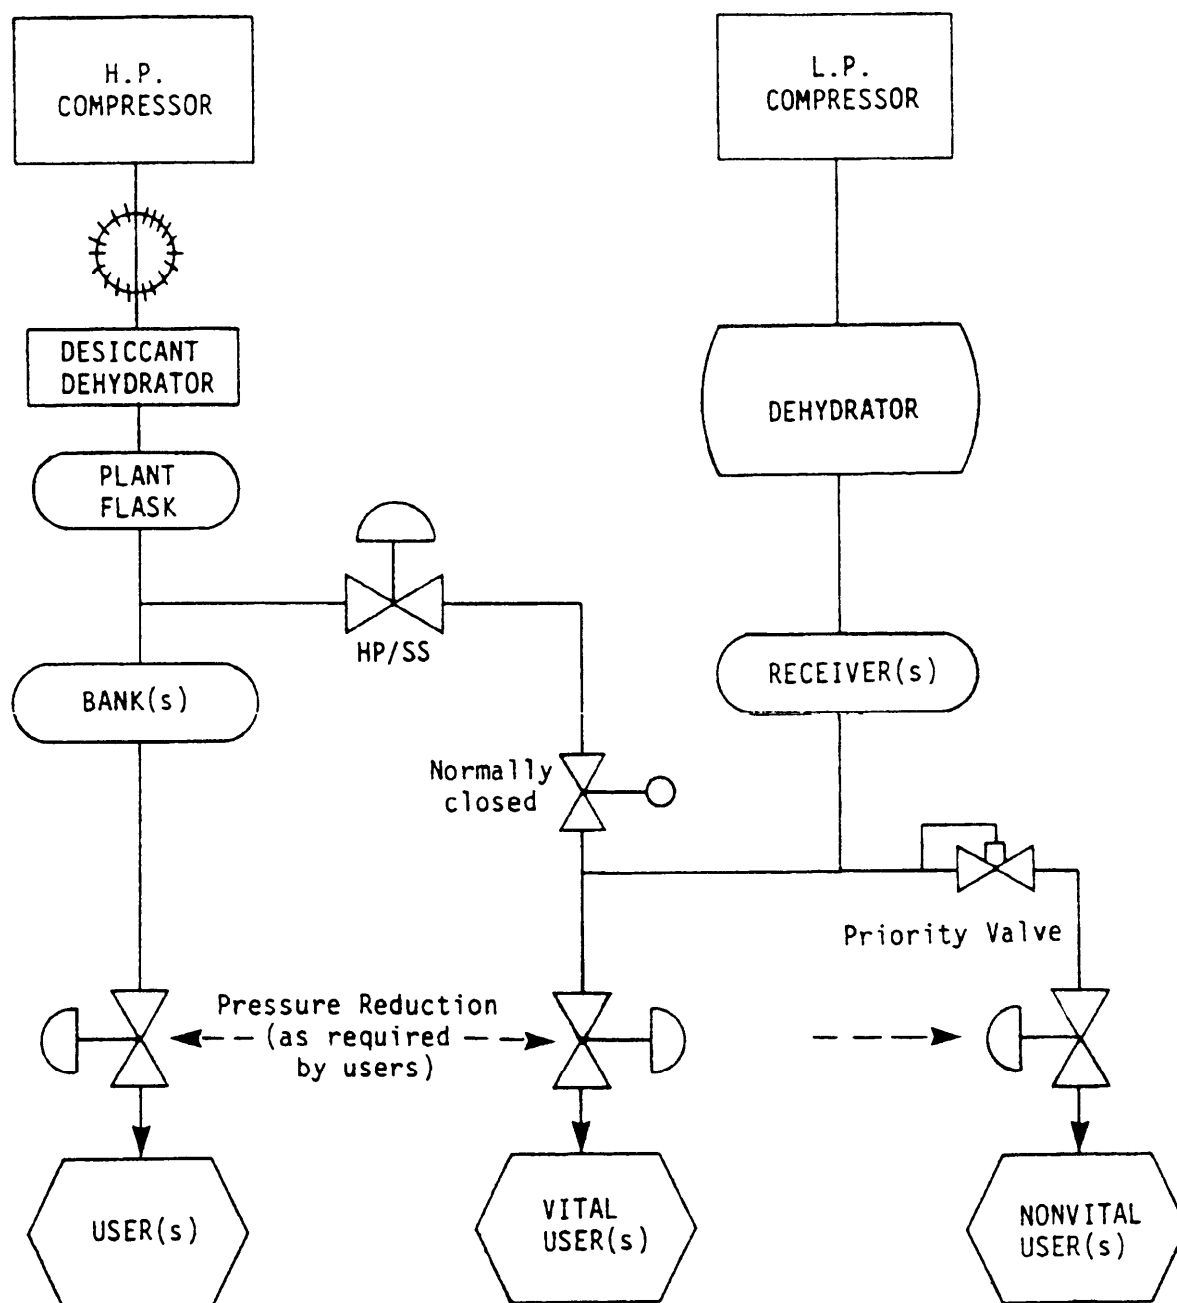 H.P.
COMPRESSOR
L.P.
COMPRESSOR
DESICCANT
DEHYDRATOR
DEHYDRATOR
PLANT
FLASK
HP/SS
BANK(s)
RECEIVER(s)
Normally
closed
Priority Valve
Pressure Reduction
(as required
by users)
USER(s)
VITAL
USER(s)
NONVITAL
USER(s)